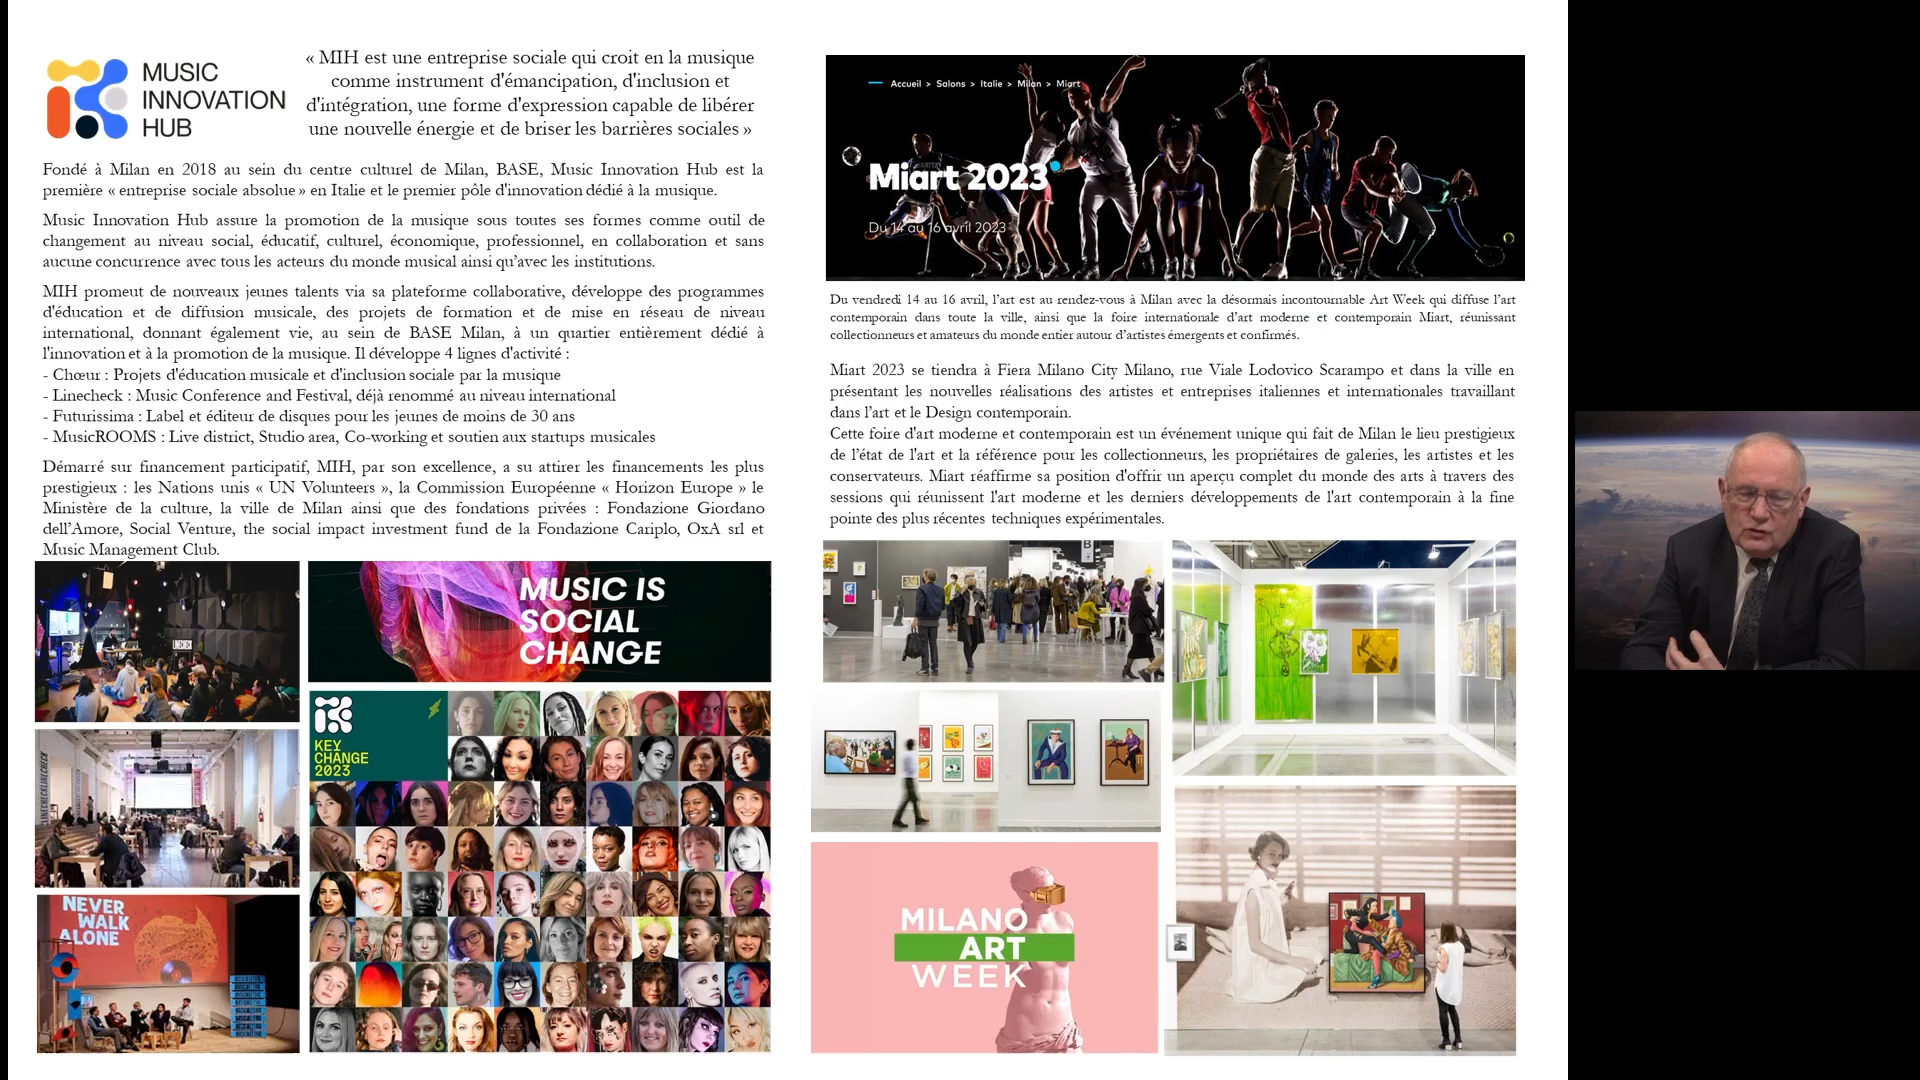 MUSIC
INNOVATION
HUB
« MIH est une entreprise sociale qui croit en la musique
comme instrument d'émancipation, d'inclusion et
d'intégration, une forme d'expression capable de libérer
une nouvelle énergie et de briser les barrières sociales »
Fondé à Milan en 2018 au sein du centre culturel de Milan, BASE, Music Innovation Hub est la
première « entreprise sociale absolue » en Italie et le premier pôle d'innovation dédié à la musique.
Music Innovation Hub assure la promotion de la musique sous toutes ses formes comme outil de
changement au niveau social, éducatif, culturel, économique, professionnel, en collaboration et sans
aucune concurrence avec tous les acteurs du monde musical ainsi qu'avec les institutions.
MIH promeut de nouveaux jeunes talents via sa plateforme collaborative, développe des programmes
d'éducation et de diffusion musicale, des projets de formation et de mise en réseau de niveau
international, donnant également vie, au sein de BASE Milan, à un quartier entièrement dédié à
l'innovation et à la promotion de la musique. Il développe 4 lignes d'activité :
- Chœur : Projets d'éducation musicale et d'inclusion sociale par la musique
- Linecheck : Music Conference and Festival, déjà renommé au niveau international
- Futurissima : Label et éditeur de disques pour les jeunes de moins de 30 ans
- MusicROOMS : Live district, Studio area, Co-working et soutien aux startups musicales
Démarré sur financement participatif, MIH, par son excellence, a su attirer les financements les plus
prestigieux : les Nations unis « UN Volunteers », la Commission Européenne « Horizon Europe » le
Ministère de la culture, la ville de Milan ainsi que des fondations privées : Fondazione Giordano
dell'Amore, Social Venture, the social impact investment fund de la Fondazione Cariplo, OxA srl et
Music Management Club.
MUSIC IS
SOCIAL
CHANGE
KEY
CHANGE
2023
NEVER
WALK
ALONE
Accueil > Salons > Italie > Milan > Miart
Miart 2023
Du 14 au 16 avril 2023
Du vendredi 14 au 16 avril, l'art est au rendez-vous à Milan avec la désormais incontournable Art Week qui diffuse l'art
contemporain dans toute la ville, ainsi que la foire internationale d'art moderne et contemporain Miart, réunissant
collectionneurs et amateurs du monde entier autour d'artistes émergents et confirmés.
Miart 2023 se tiendra à Fiera Milano City Milano, rue Viale Lodovico Scarampo et dans la ville en
présentant les nouvelles réalisations des artistes et entreprises italiennes et internationales travaillant
dans l'art et le Design contemporain.
Cette foire d'art moderne et contemporain est un événement unique qui fait de Milan le lieu prestigieux
de l'état de l'art et la référence pour les collectionneurs, les propriétaires de galeries, les artistes et les
conservateurs. Miart réaffirme sa position d'offrir un aperçu complet du monde des arts à travers des
sessions qui réunissent l'art moderne et les derniers développements de l'art contemporain à la fine
pointe des plus récentes techniques expérimentales.
B
MILANO
ART
WEEK